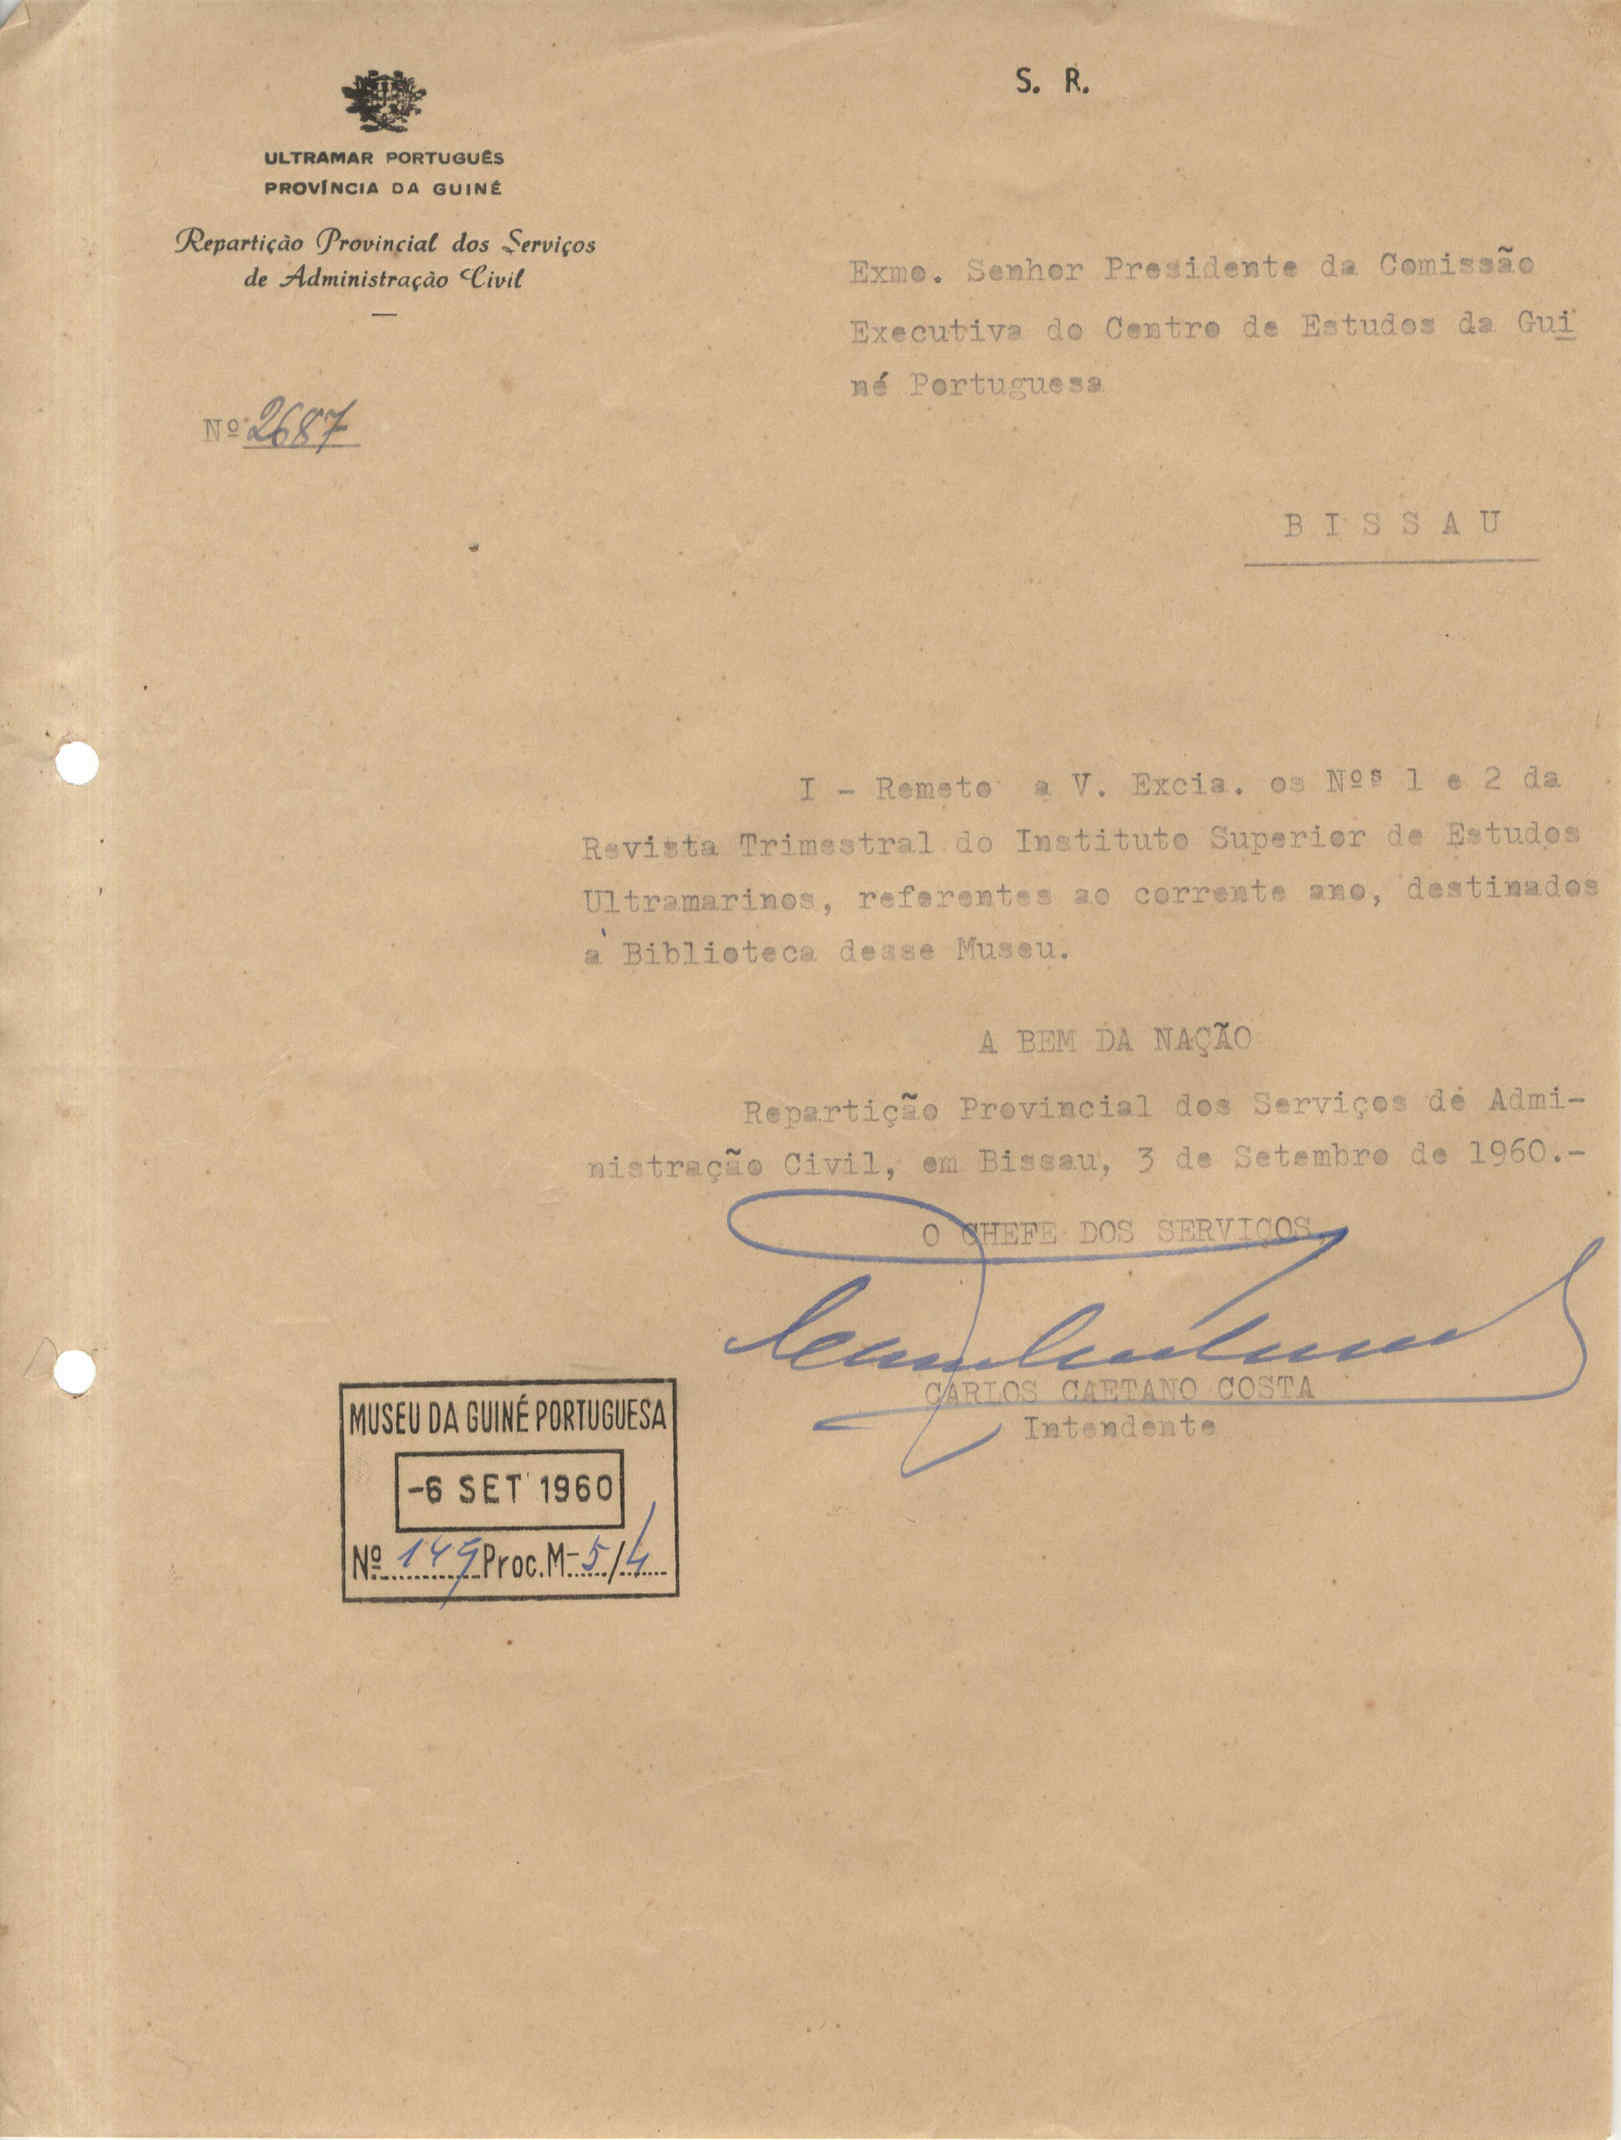 S. R.
ULTRAMAR PORTUGUÊS
PROVÍNCIA DA GUINÉ
Repartição Provincial dos Serviços
de Administração Civil
Nº 2687
Exmo. Senhor Presidente da Comissão
Executiva do Centro de Estudos da Gui
né Portuguesa
B I S S A U
I - Remeto a V. Excia. os Nºs 1 e 2 da
Revista Trimestral do Instituto Superior de Estudos
Ultramarinos, referentes ao corrente ano, destinados
à Biblioteca desse Museu.
A BEM DA NAÇÃO
Repartição Provincial dos Serviços de Admi-
nistração Civil, em Bissau, 3 de Setembro de 1960.-
O CHEFE DOS SERVIÇOS,
CARLOS CAETANO COSTA
Intendente
MUSEU DA GUINÉ PORTUGUESA
-6 SET 1960
Nº 149 Proc. M-5/4